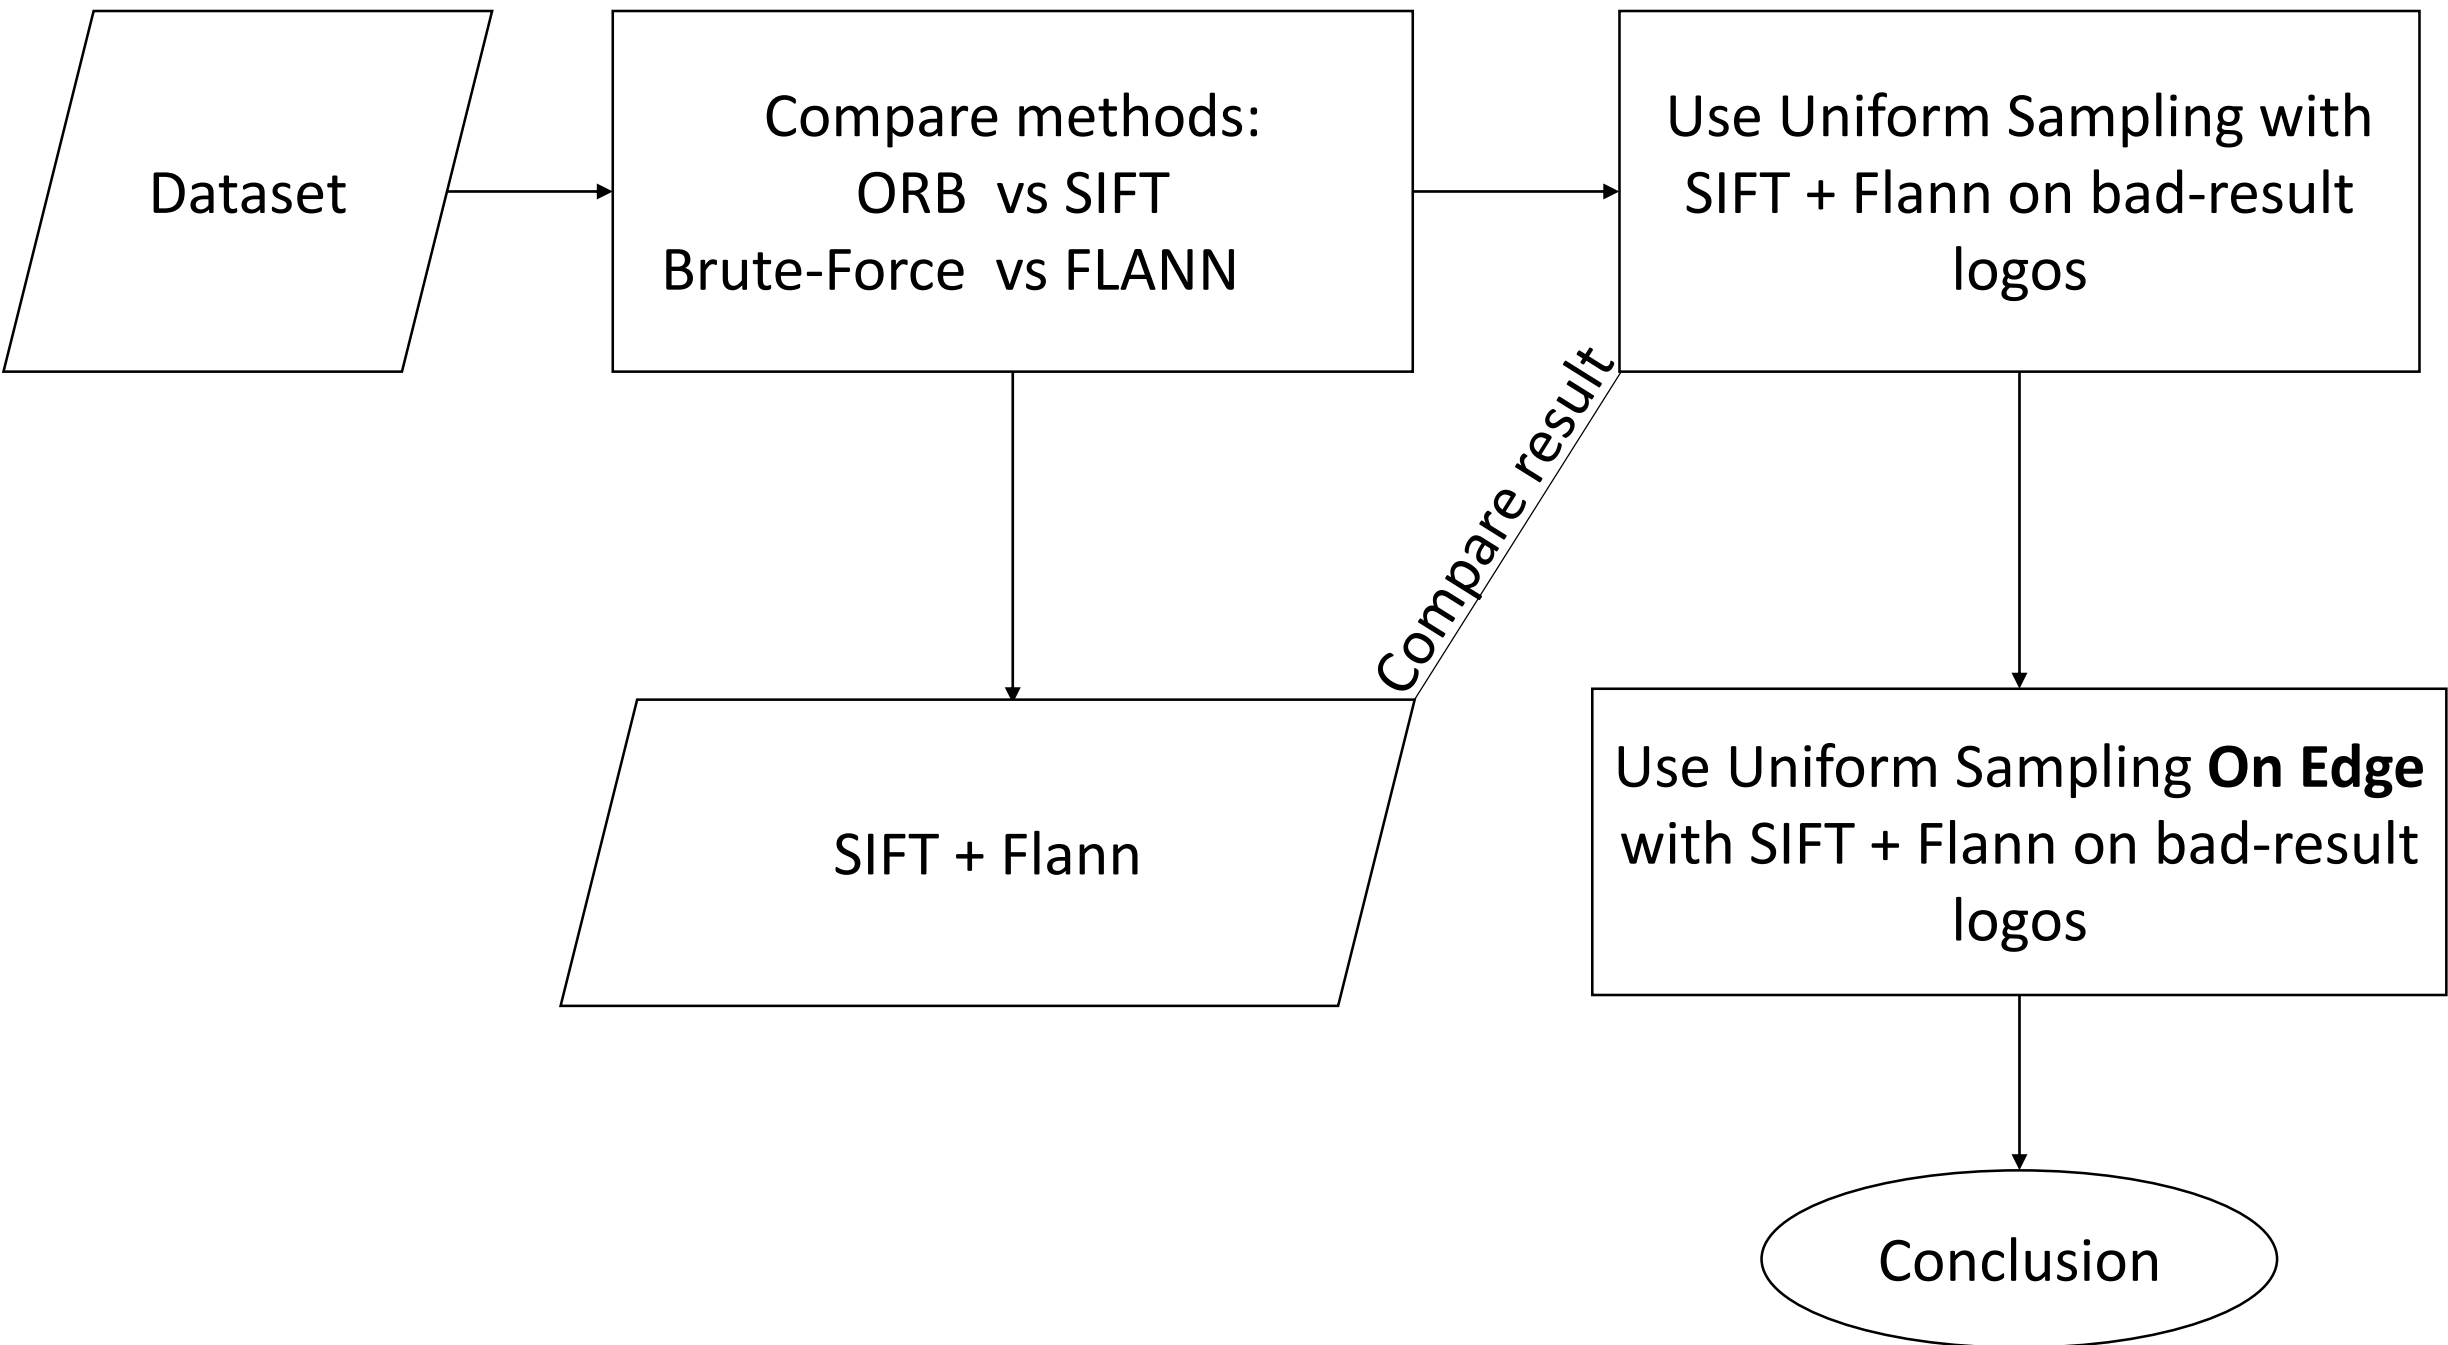 Dataset
Compare methods:
ORB  vs SIFT
Brute-Force  vs FLANN
Use Uniform Sampling with
SIFT + Flann on bad-result
logos
Compare result
SIFT + Flann
Use Uniform Sampling On Edge
with SIFT + Flann on bad-result
logos
Conclusion